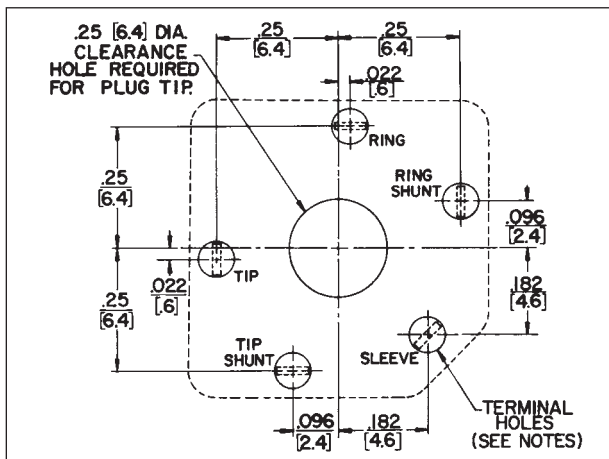 .25 [6.4] DIA.
CLEARANCE
HOLE REQUIRED
FOR PLUG TIP.
.25
[6.4]
.25
[6.4]
.022
[.6]
RING
.25
[6.4]
RING
SHUNT
.096
[2.4]
TIP
.022
[.6]
.25
[6.4]
.182
[4.6]
TIP
SHUNT
SLEEVE
.096
[2.4]
.182
[4.6]
TERMINAL
HOLES
(SEE NOTES)